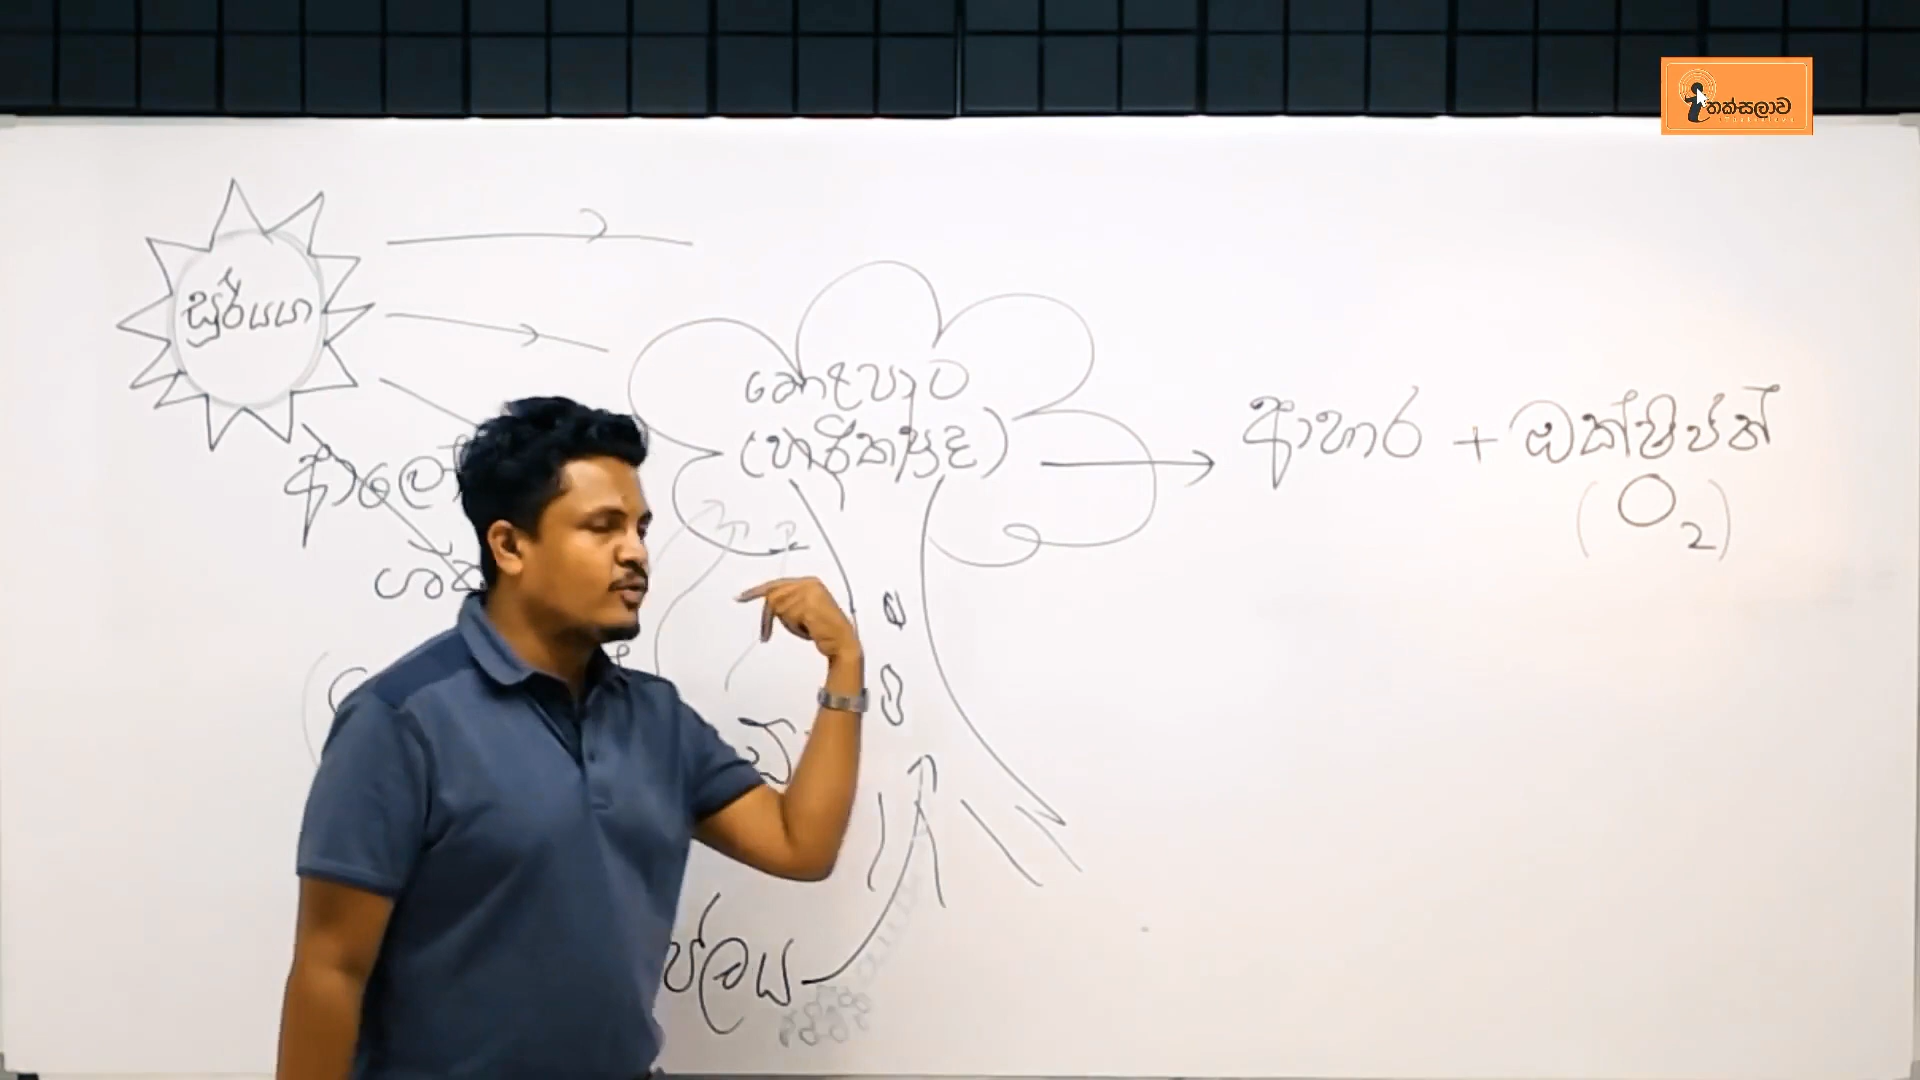 තක්සලාව
සූර්යයා
කොළපාට
(හරිතප්‍රද)
ආහාර + ඔක්සිජන්
(O2)
ජලය